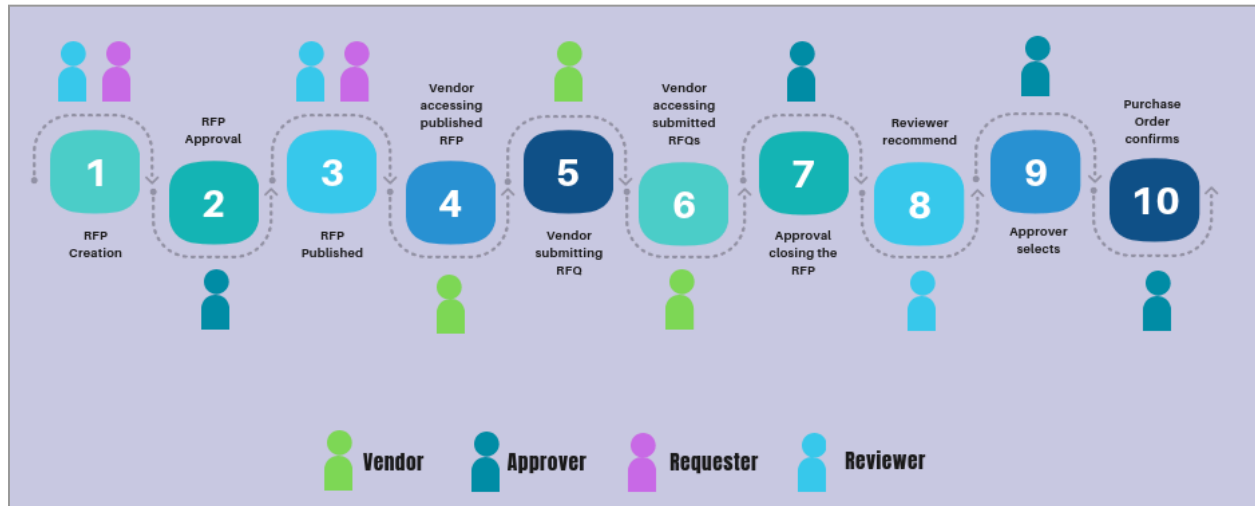 1
RFP
Creation
RFP
Approval
2
3
RFP
Published
Vendor
accessing
published
RFP
4
5
Vendor
submitting
RFQ
Vendor
accessing
submitted
RFQs
6
7
Approval
closing the
RFP
Reviewer
recommend
8
9
Approver
selects
Purchase
Order
confirms
10
Vendor
Approver
Requester
Reviewer